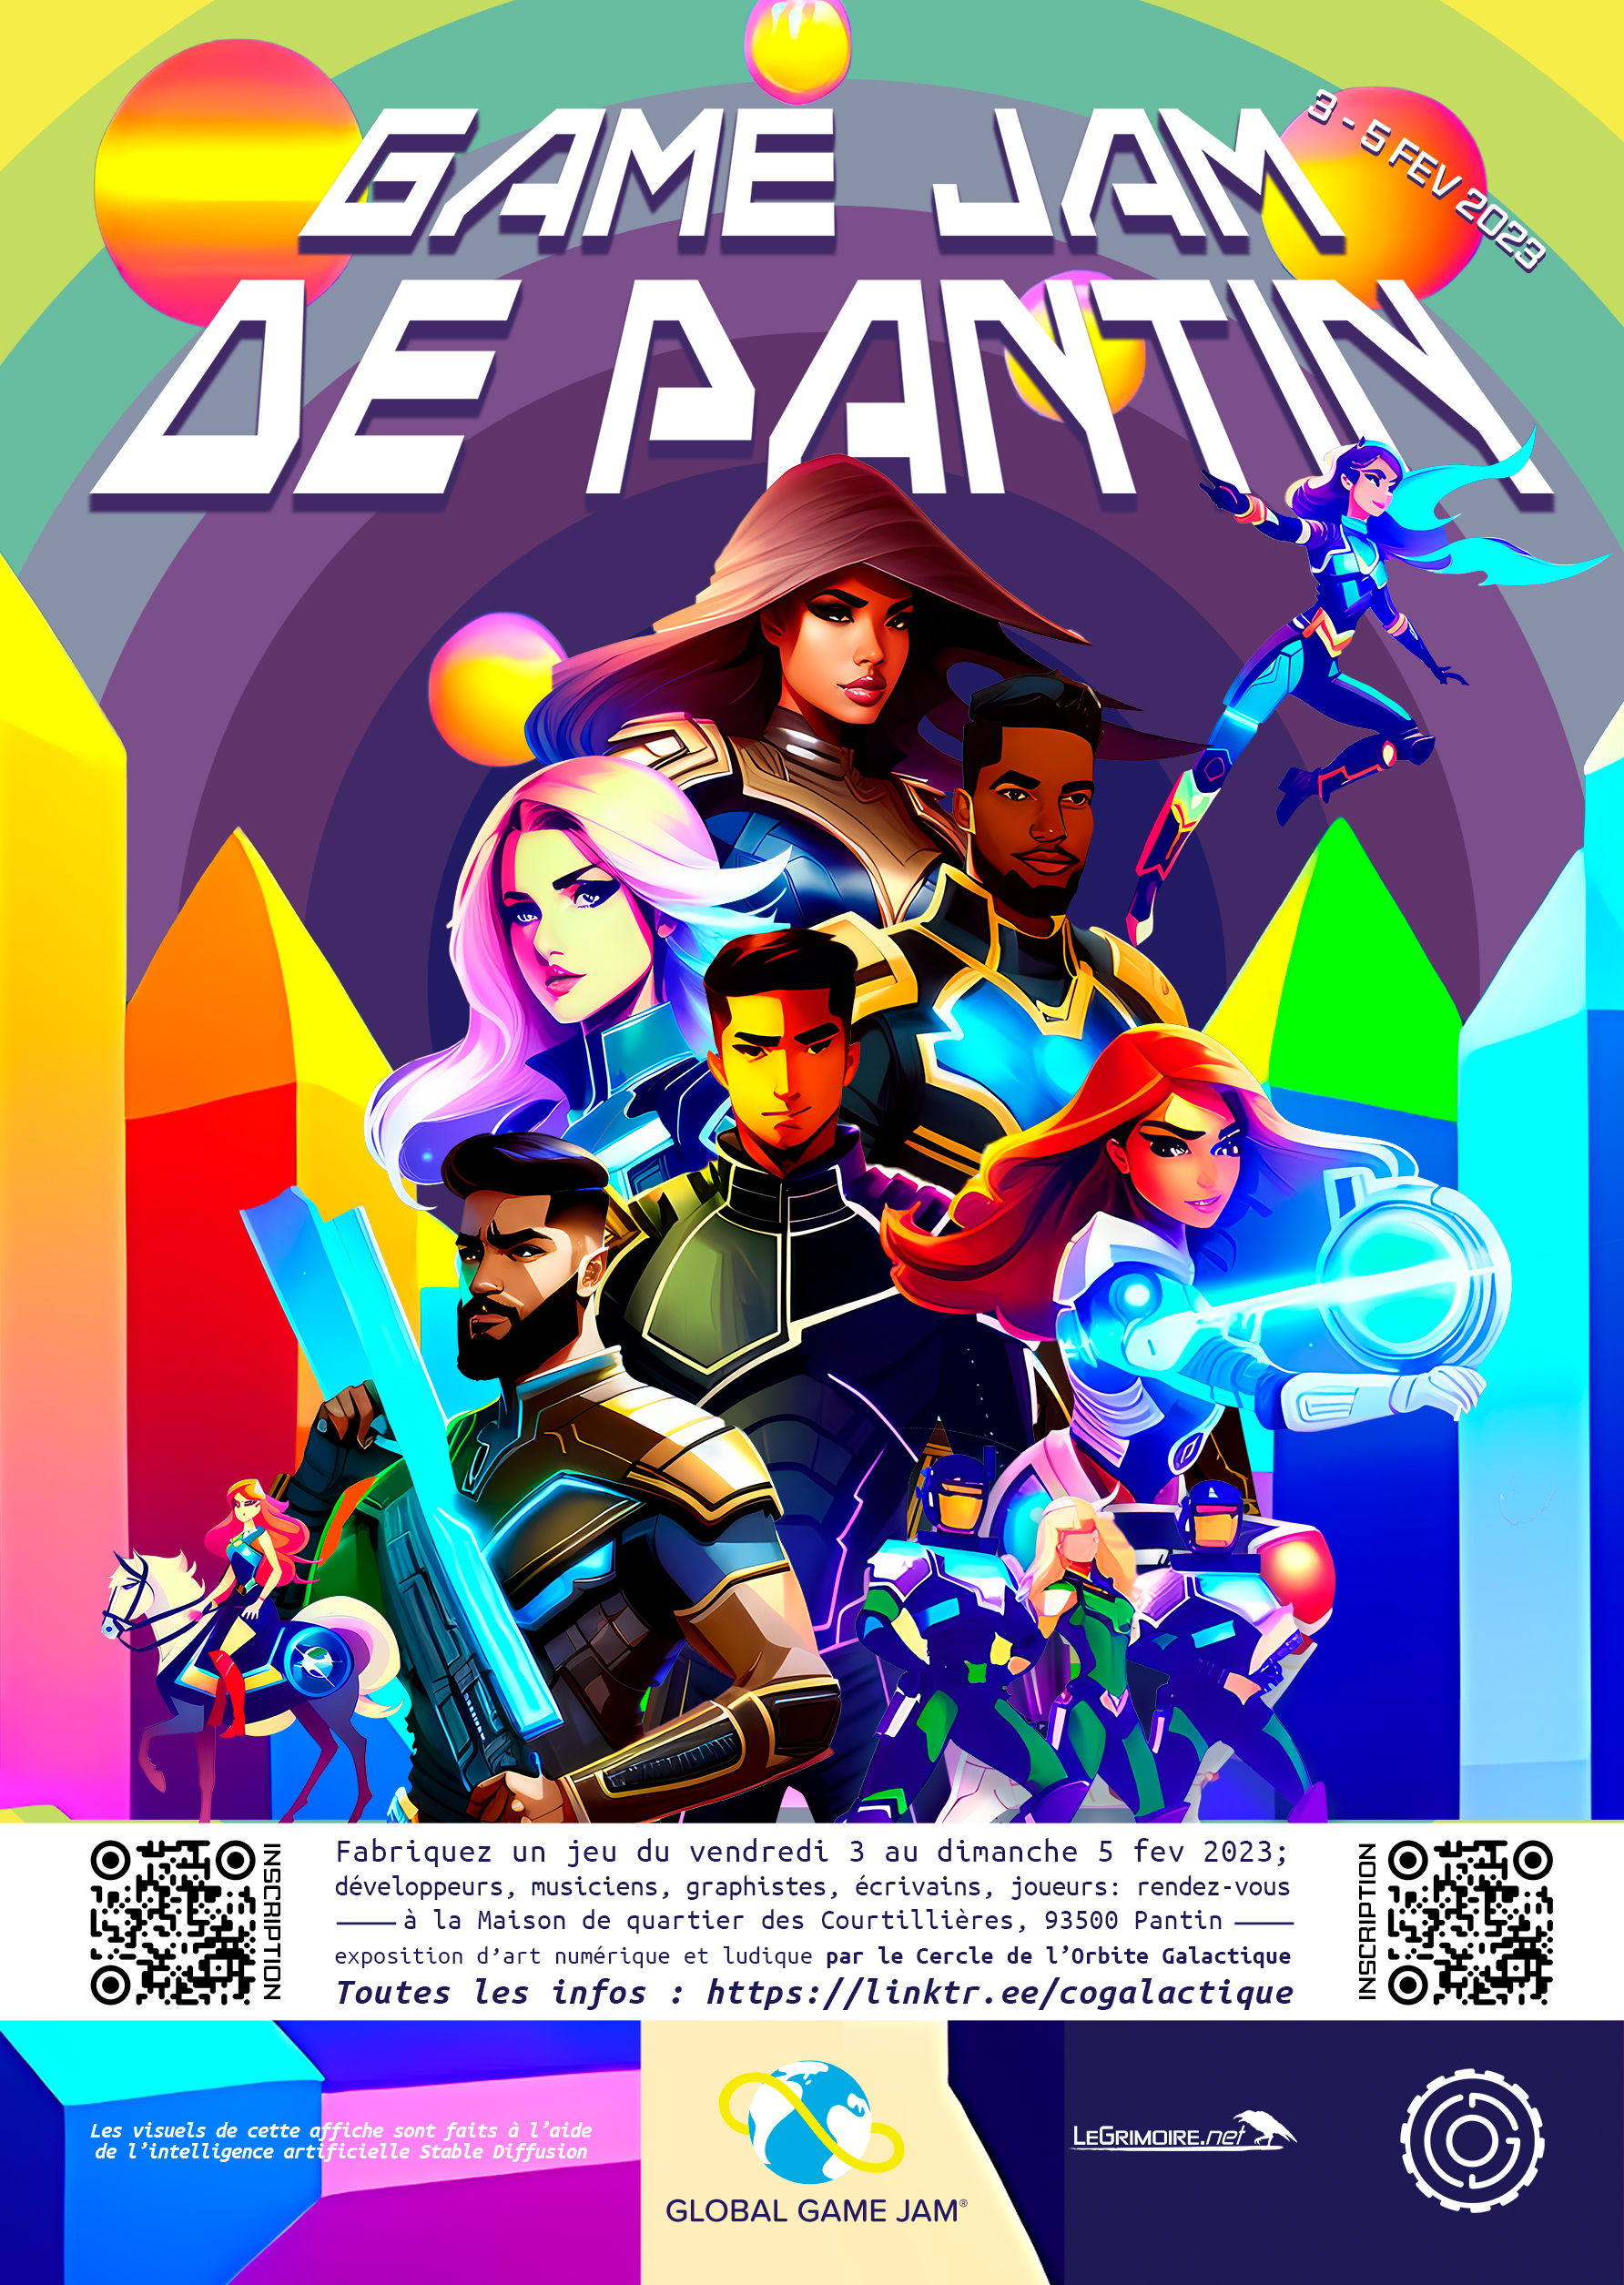 GAME JAM
3 - 5 FEV 2023
DE PANTIN
INSCRIPTION
Fabriquez un jeu du vendredi 3 au dimanche 5 fev 2023;
développeurs, musiciens, graphistes, écrivains, joueurs: rendez-vous
à la Maison de quartier des Courtillières, 93500 Pantin
exposition d’art numérique et ludique par le Cercle de l’Orbite Galactique
Toutes les infos : https://linktr.ee/cogalactique
INSCRIPTION
Les visuels de cette affiche sont faits à l’aide
de l’intelligence artificielle Stable Diffusion
GLOBAL GAME JAM®
LEGRIMOIRE.net